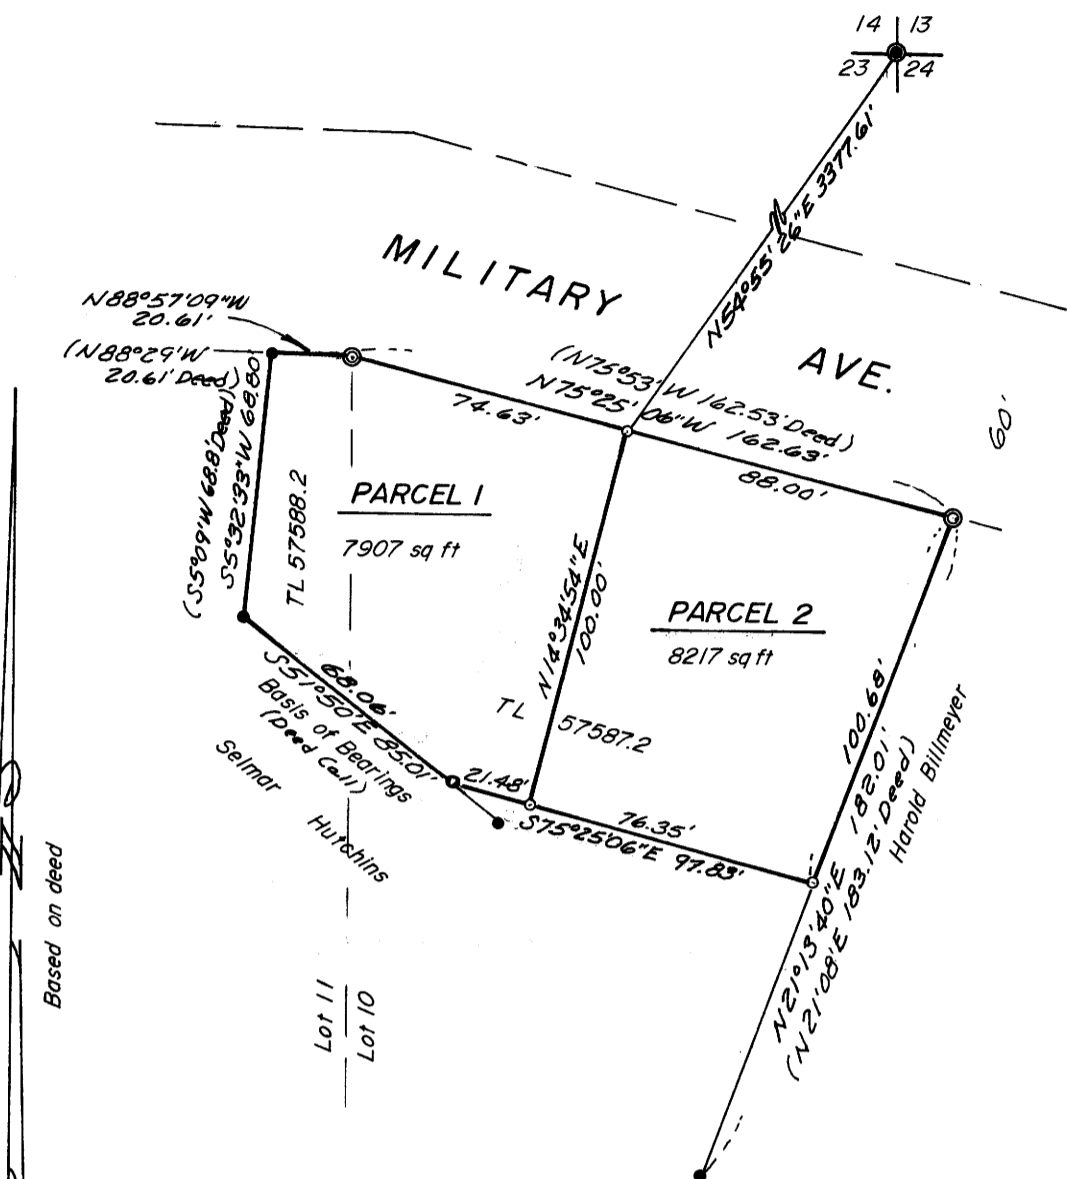 14 | 13
23 | 24
N54°55'26"E 3377.61'
MILITARY AVE.
60'
N88°57'09"W
20.61'
(N88°29'W
20.61' Deed)
(N75°53'W 162.53' Deed)
N75°25'06"W 162.63'
74.63'
88.00'
(S5°09'W 68.8' Deed)
S5°32'33"W 68.80'
TL 57588.2
PARCEL 1
7907 sq ft
N14°34'54"E
100.00'
PARCEL 2
8217 sq ft
TL 57587.2
100.68'
68.06'
S51°50'E 85.01'
Basis of Bearings
(Deed Call)
Selmar Hutchins
21.48'
76.35'
S75°25'06"E 97.83'
N21°13'40"E 182.01'
(N21°08'E 183.12' Deed)
Harold Billmeyer
Based on deed
Lot 11
Lot 10